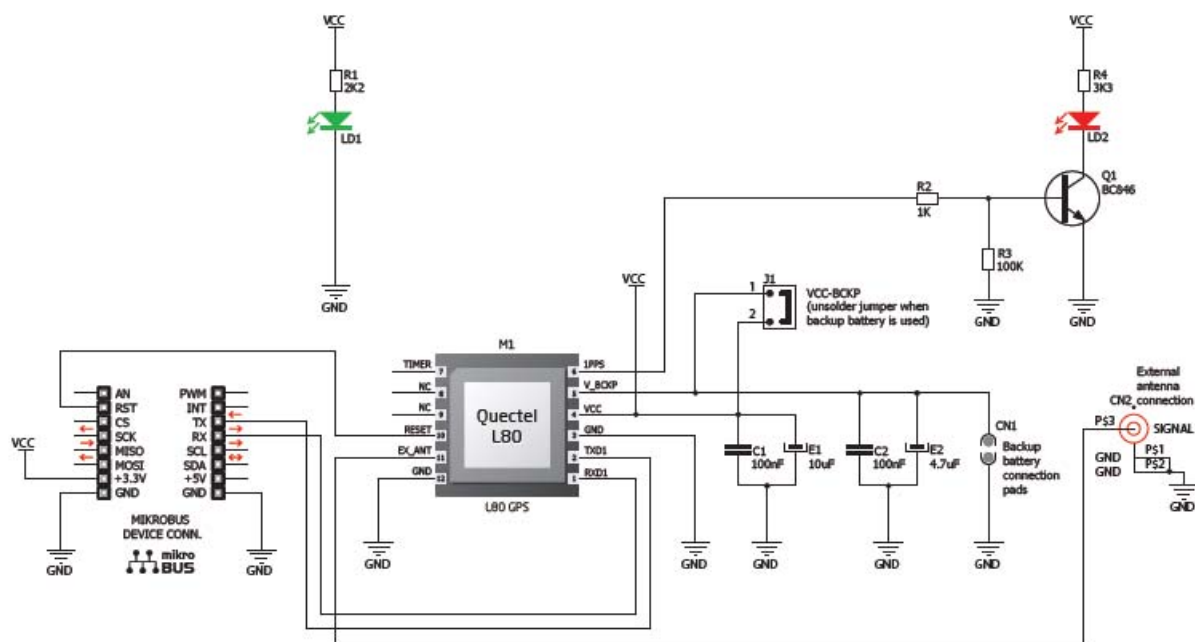 VCC
R1
2K2
LD1
GND
VCC
R4
3K3
LD2
Q1
BC846
R2
1K
R3
100K
GND
GND
VCC
J1
1
2
VCC-BCKP
(unsolder jumper when
backup battery is used)
M1
TIMER
7
NC
8
NC
9
RESET
10
EX_ANT
11
GND
12
Quectel
L80
1PPS
6
V_BCKP
5
VCC
4
GND
3
TXD1
2
RXD1
1
L80 GPS
AN
RST
CS
SCK
MISO
MOSI
+3.3V
GND
PWM
INT
TX
RX
SCL
SDA
+5V
GND
VCC
MIKROBUS
DEVICE CONN.
mikro
BUS
GND
GND
GND
GND
C1
100nF
E1
10uF
GND
C2
100nF
E2
4.7uF
GND
CN1
Backup
battery
connection
pads
GND
External
antenna
CN2 connection
P$3
SIGNAL
P$1
P$2
GND
GND
GND